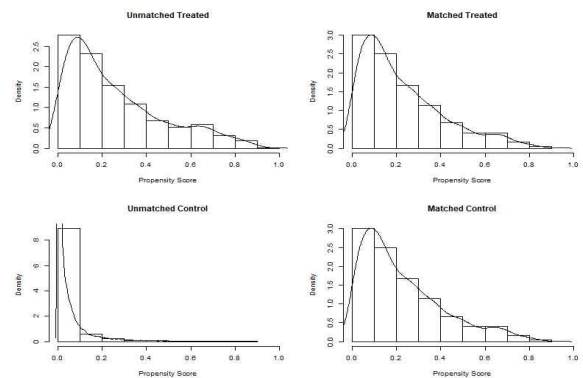 Unmatched Treated
Density
2.5
2.0
1.5
1.0
0.5
0.0
0.0 0.2 0.4 0.6 0.8 1.0
Propensity Score
Matched Treated
Density
3.0
2.5
2.0
1.5
1.0
0.5
0.0
0.0 0.2 0.4 0.6 0.8 1.0
Propensity Score
Unmatched Control
Density
8
6
4
2
0
0.0 0.2 0.4 0.6 0.8 1.0
Propensity Score
Matched Control
Density
3.0
2.5
2.0
1.5
1.0
0.5
0.0
0.0 0.2 0.4 0.6 0.8 1.0
Propensity Score